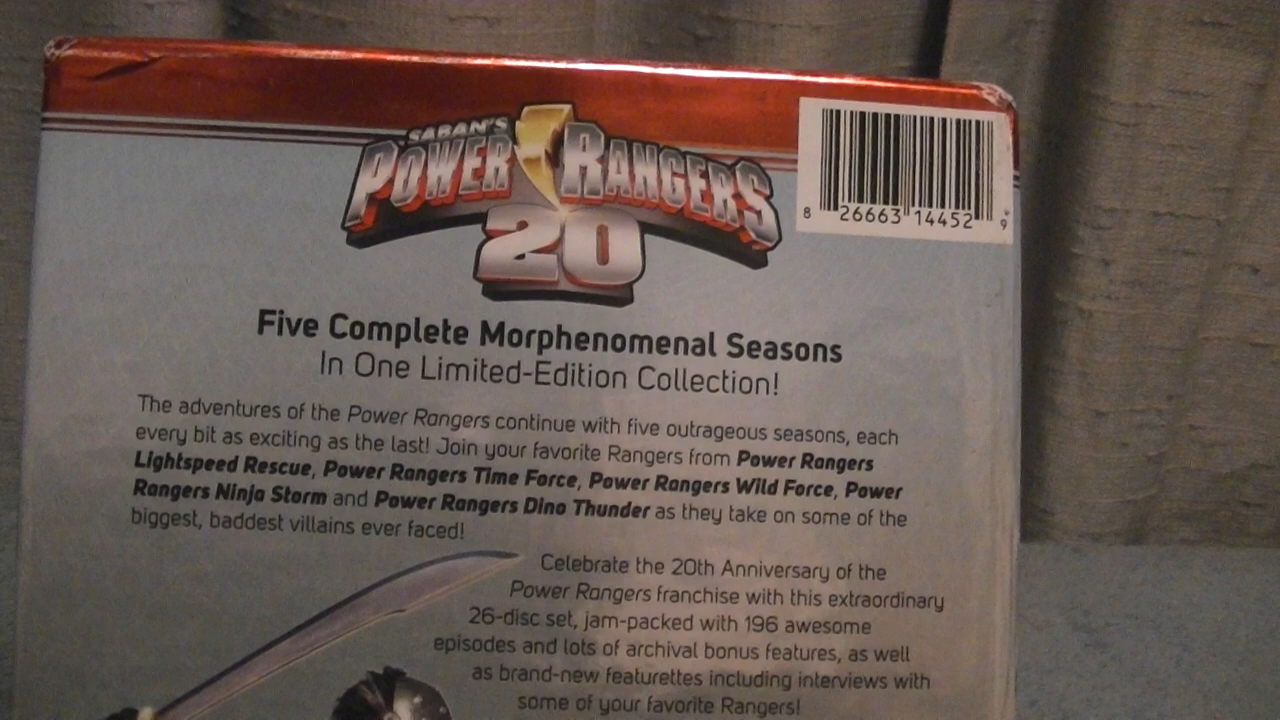 SABAN'S
POWER RANGERS
20
8 26663 14452 9
Five Complete Morphenomenal Seasons
In One Limited-Edition Collection!
The adventures of the Power Rangers continue with five outrageous seasons, each
every bit as exciting as the last! Join your favorite Rangers from Power Rangers
Lightspeed Rescue, Power Rangers Time Force, Power Rangers Wild Force, Power
Rangers Ninja Storm and Power Rangers Dino Thunder as they take on some of the
biggest, baddest villains ever faced!
Celebrate the 20th Anniversary of the
Power Rangers franchise with this extraordinary
26-disc set, jam-packed with 196 awesome
episodes and lots of archival bonus features, as well
as brand-new featurettes including interviews with
some of your favorite Rangers!